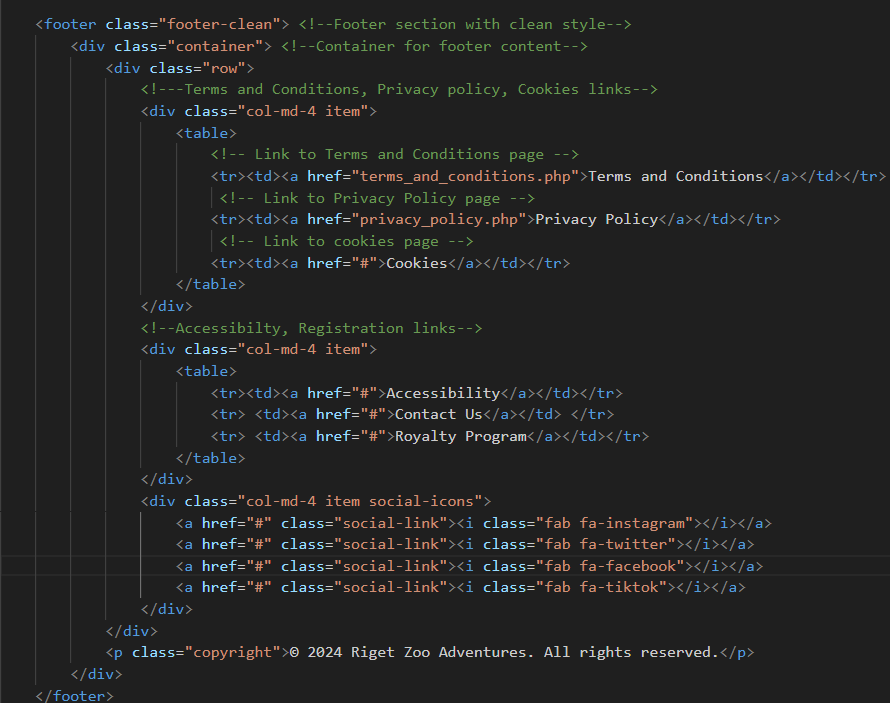 <footer class="footer-clean"> <!--Footer section with clean style-->
<div class="container"> <!--Container for footer content-->
<div class="row">
<!---Terms and Conditions, Privacy policy, Cookies links-->
<div class="col-md-4 item">
<table>
<!-- Link to Terms and Conditions page -->
<tr><td><a href="terms_and_conditions.php">Terms and Conditions</a></td></tr>
<!-- Link to Privacy Policy page -->
<tr><td><a href="privacy_policy.php">Privacy Policy</a></td></tr>
<!-- Link to cookies page -->
<tr><td><a href="#">Cookies</a></td></tr>
</table>
</div>
<!--Accessibilty, Registration links-->
<div class="col-md-4 item">
<table>
<tr><td><a href="#">Accessibility</a></td></tr>
<tr> <td><a href="#">Contact Us</a></td> </tr>
<tr> <td><a href="#">Royalty Program</a></td></tr>
</table>
</div>
<div class="col-md-4 item social-icons">
<a href="#" class="social-link"><i class="fab fa-instagram"></i></a>
<a href="#" class="social-link"><i class="fab fa-twitter"></i></a>
<a href="#" class="social-link"><i class="fab fa-facebook"></i></a>
<a href="#" class="social-link"><i class="fab fa-tiktok"></i></a>
</div>
</div>
<p class="copyright">© 2024 Riget Zoo Adventures. All rights reserved.</p>
</div>
</footer>